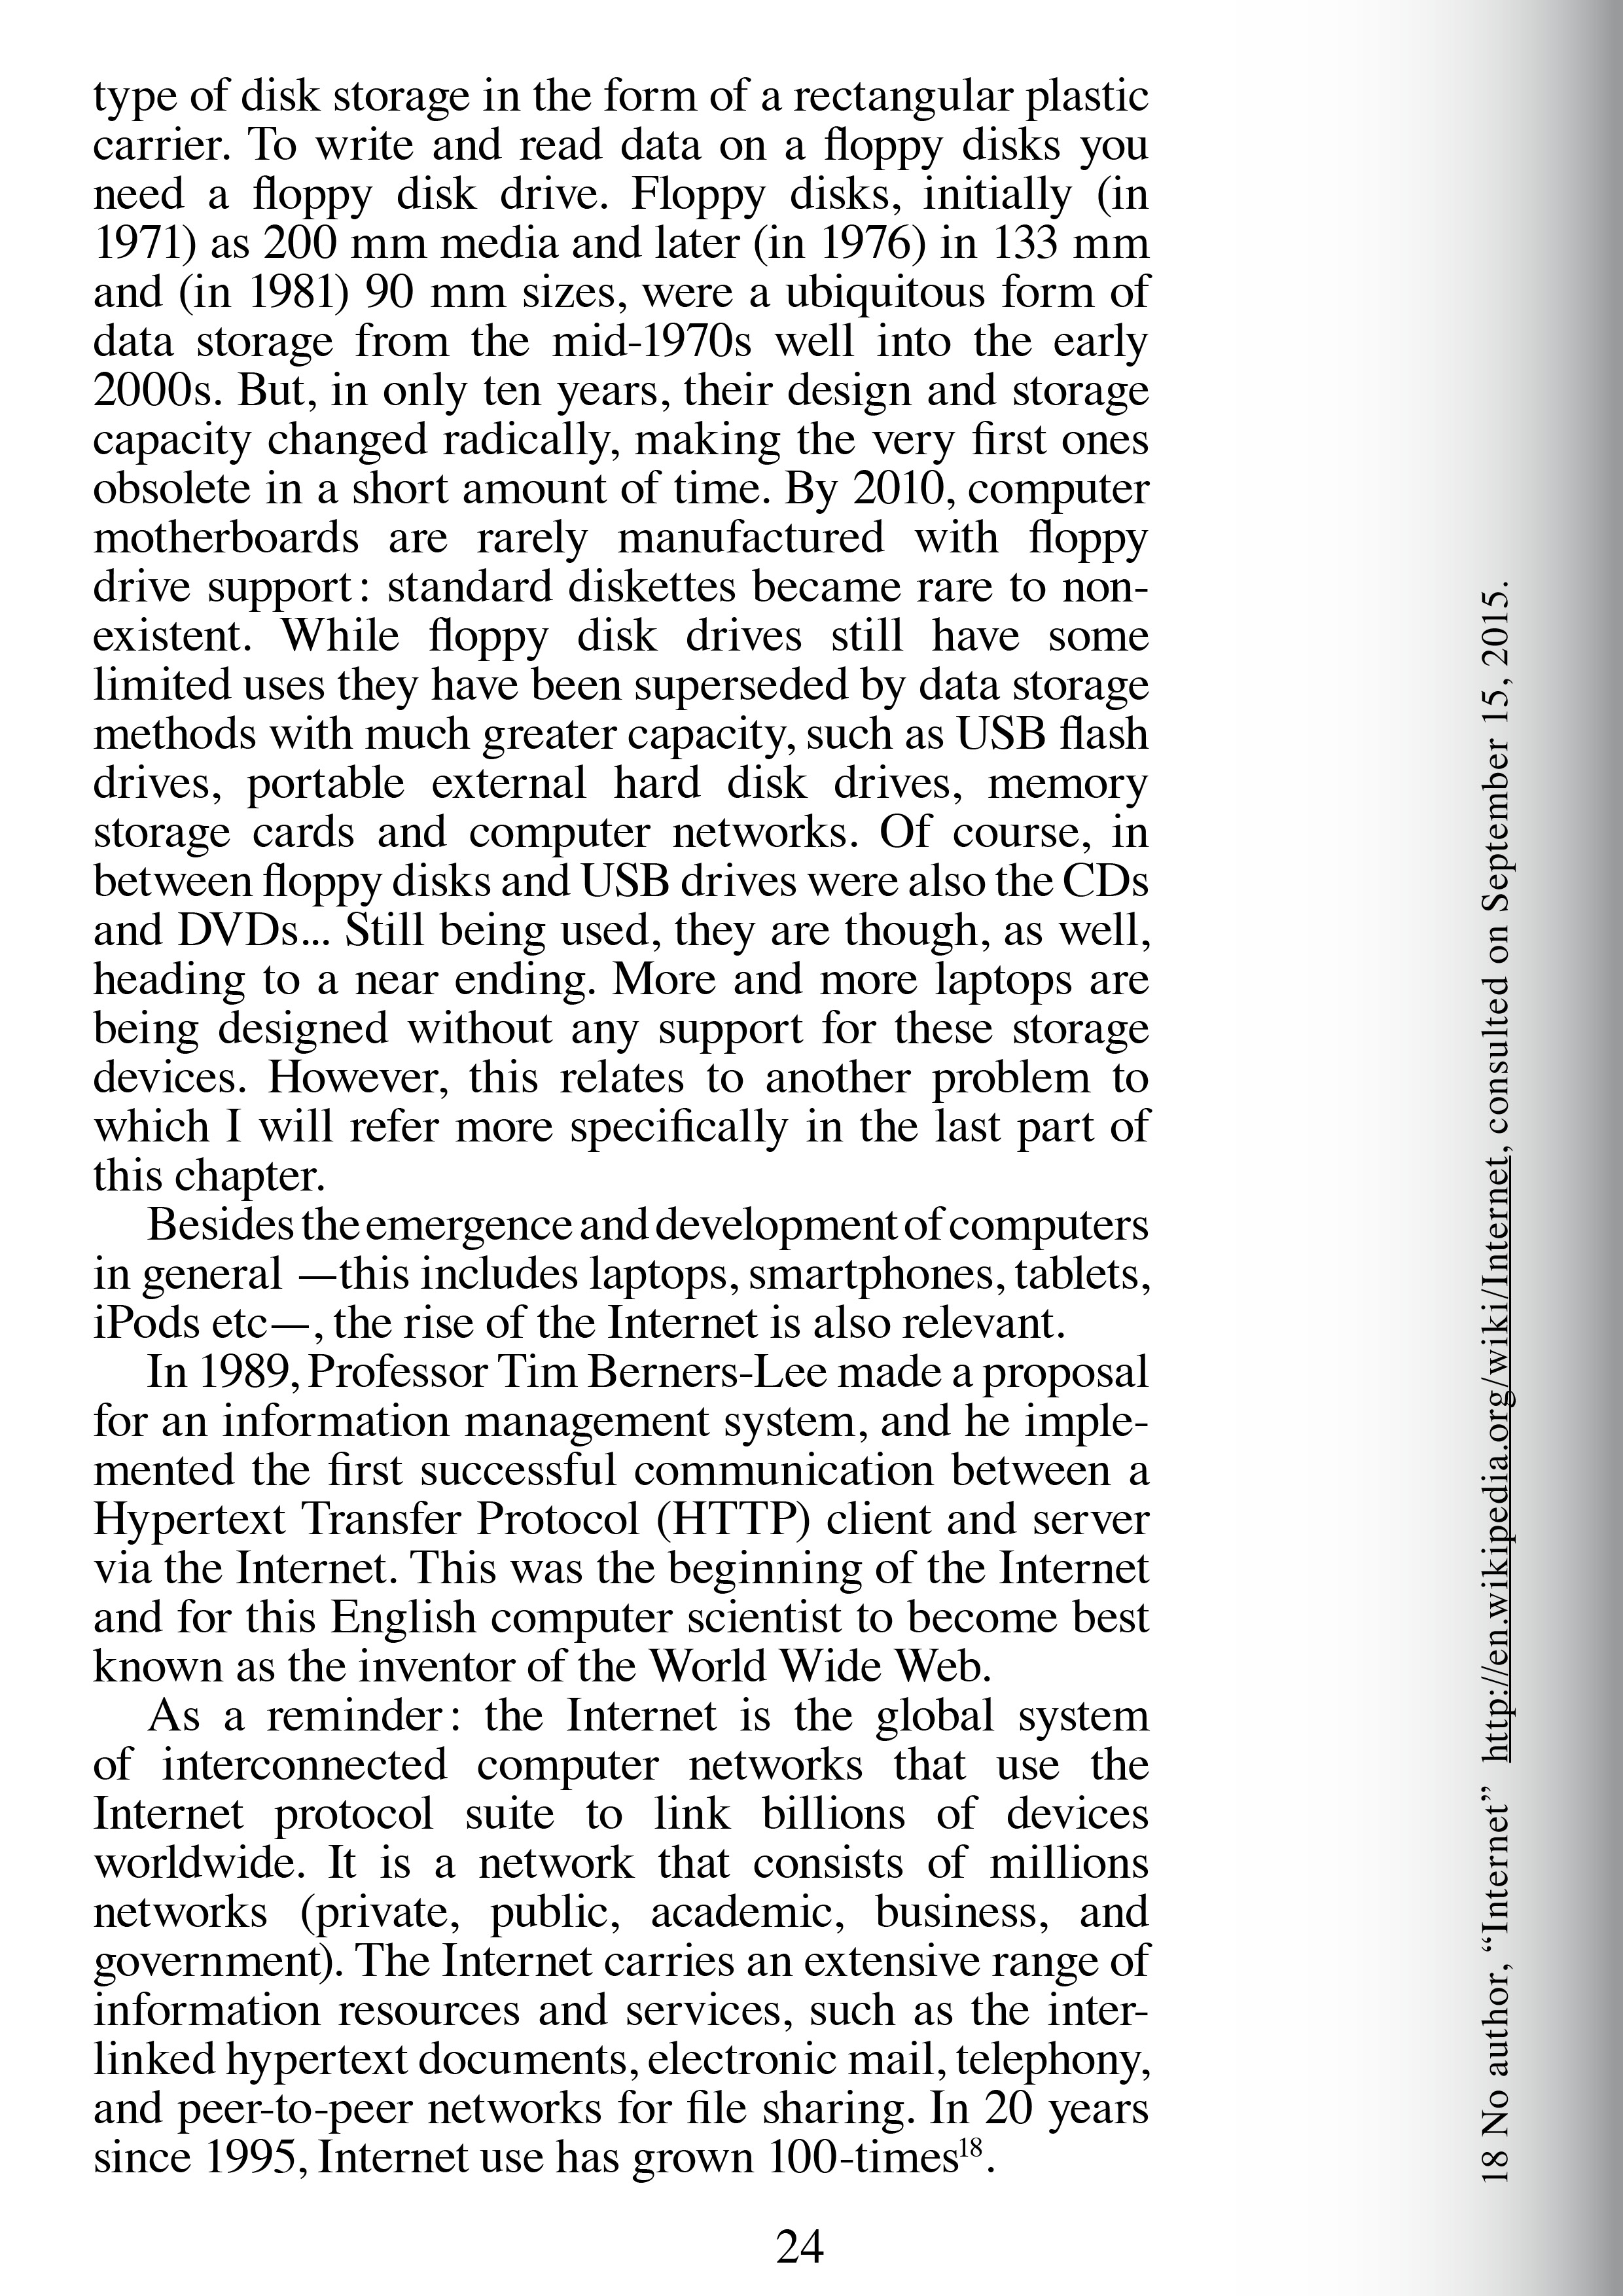 type of disk storage in the form of a rectangular plastic
carrier. To write and read data on a floppy disks you
need a floppy disk drive. Floppy disks, initially (in
1971) as 200 mm media and later (in 1976) in 133 mm
and (in 1981) 90 mm sizes, were a ubiquitous form of
data storage from the mid-1970s well into the early
2000s. But, in only ten years, their design and storage
capacity changed radically, making the very first ones
obsolete in a short amount of time. By 2010, computer
motherboards are rarely manufactured with floppy
drive support: standard diskettes became rare to non-
existent. While floppy disk drives still have some
limited uses they have been superseded by data storage
methods with much greater capacity, such as USB flash
drives, portable external hard disk drives, memory
storage cards and computer networks. Of course, in
between floppy disks and USB drives were also the CDs
and DVDs... Still being used, they are though, as well,
heading to a near ending. More and more laptops are
being designed without any support for these storage
devices. However, this relates to another problem to
which I will refer more specifically in the last part of
this chapter.
Besides the emergence and development of computers
in general —this includes laptops, smartphones, tablets,
iPods etc—, the rise of the Internet is also relevant.
In 1989, Professor Tim Berners-Lee made a proposal
for an information management system, and he imple-
mented the first successful communication between a
Hypertext Transfer Protocol (HTTP) client and server
via the Internet. This was the beginning of the Internet
and for this English computer scientist to become best
known as the inventor of the World Wide Web.
As a reminder: the Internet is the global system
of interconnected computer networks that use the
Internet protocol suite to link billions of devices
worldwide. It is a network that consists of millions
networks (private, public, academic, business, and
government). The Internet carries an extensive range of
information resources and services, such as the inter-
linked hypertext documents, electronic mail, telephony,
and peer-to-peer networks for file sharing. In 20 years
since 1995, Internet use has grown 100-times18.
24
18 No author, “Internet” http://en.wikipedia.org/wiki/Internet, consulted on September 15, 2015.